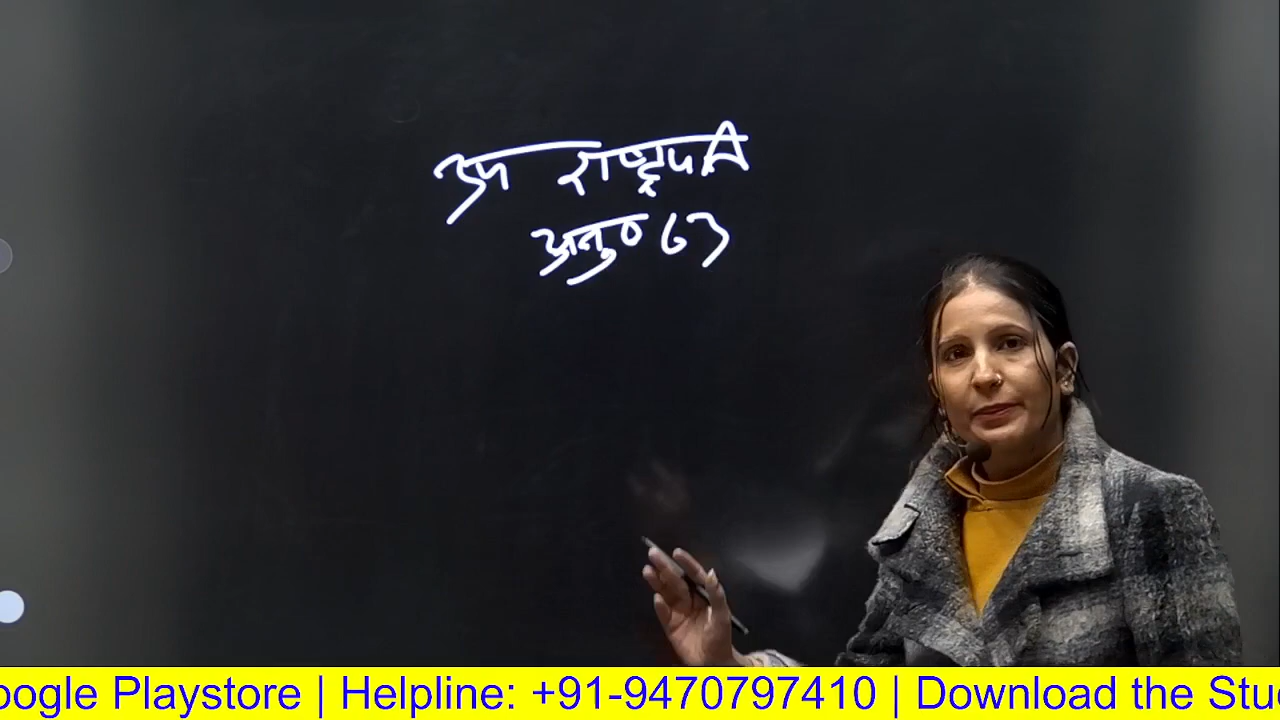 उप राष्ट्रपति
अनु० 63
oogle Playstore | Helpline: +91-9470797410 | Download the Stu